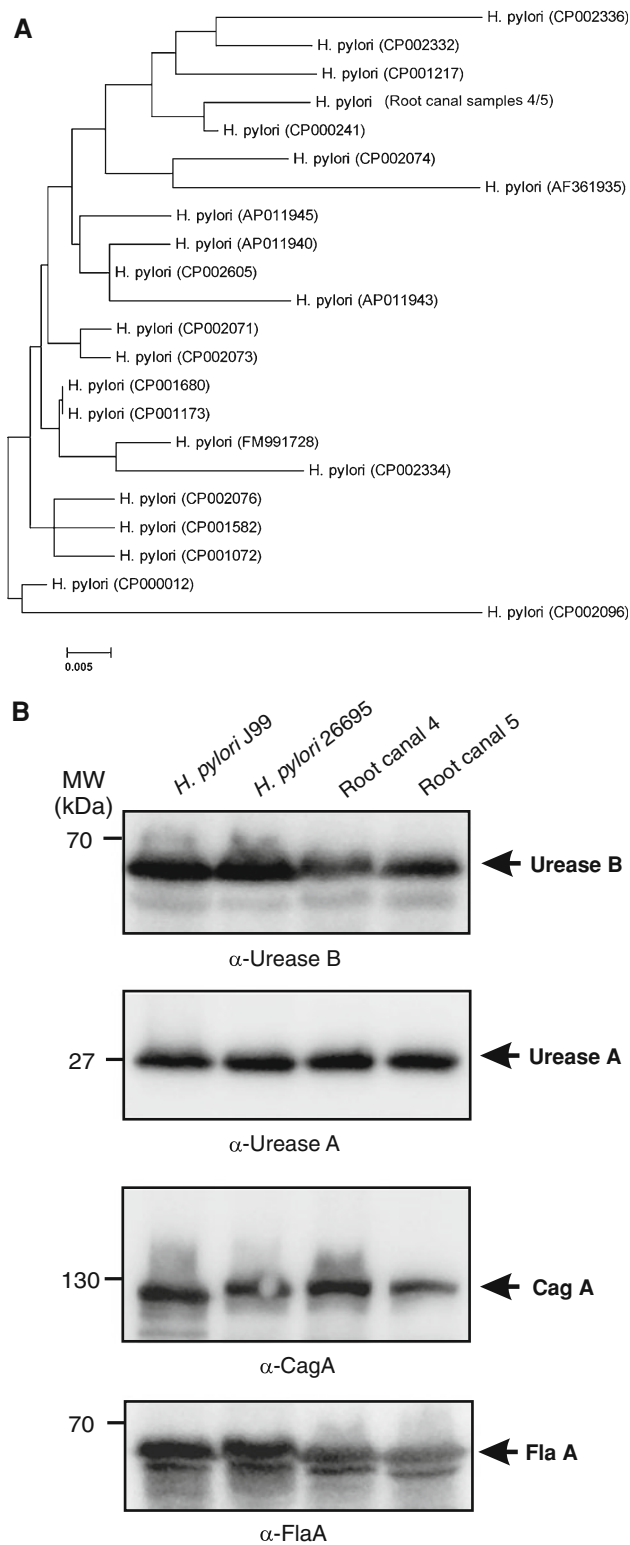 A
H. pylori (CP002336)
H. pylori (CP002332)
H. pylori (CP001217)
H. pylori (Root canal samples 4/5)
H. pylori (CP000241)
H. pylori (CP002074)
H. pylori (AF361935)
H. pylori (AP011945)
H. pylori (AP011940)
H. pylori (CP002605)
H. pylori (AP011943)
H. pylori (CP002071)
H. pylori (CP002073)
H. pylori (CP001680)
H. pylori (CP001173)
H. pylori (FM991728)
H. pylori (CP002334)
H. pylori (CP002076)
H. pylori (CP001582)
H. pylori (CP001072)
H. pylori (CP000012)
H. pylori (CP002096)
0.005
B
MW
(kDa)
H. pylori J99
H. pylori 26695
Root canal 4
Root canal 5
70
Urease B
α-Urease B
27
Urease A
α-Urease A
130
Cag A
α-CagA
70
Fla A
α-FlaA